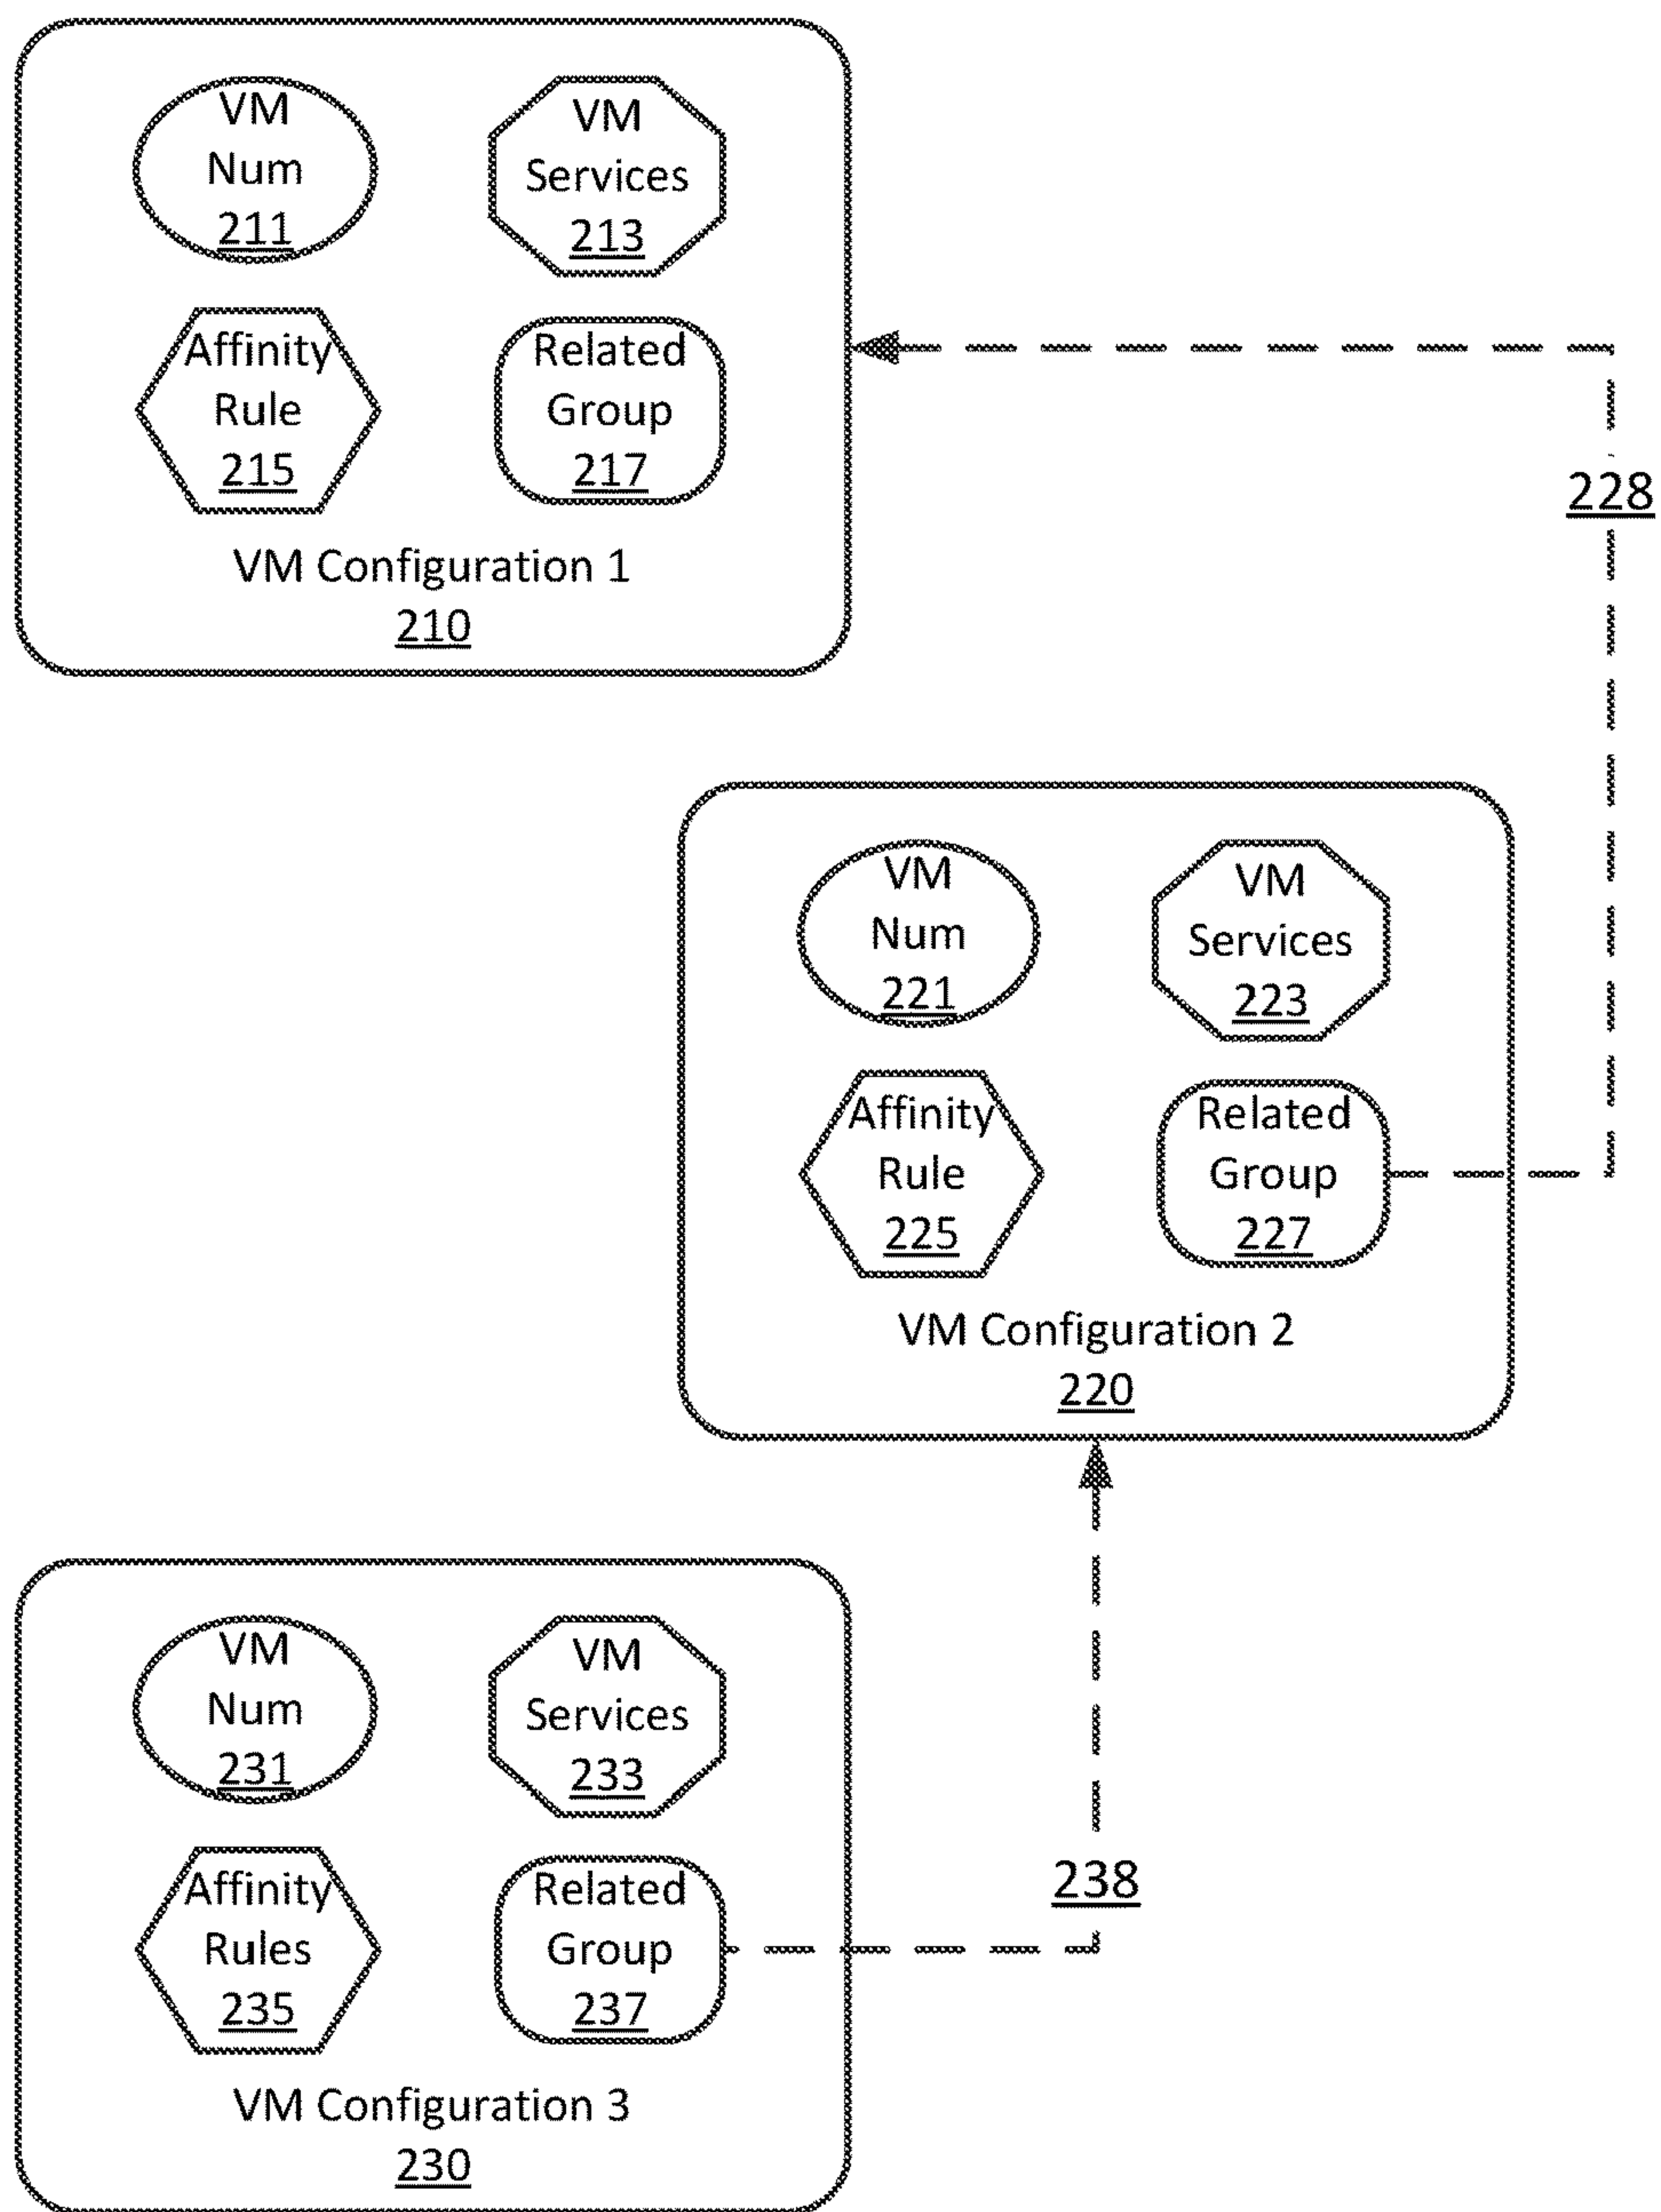 VM
Num
211
VM
Services
213
Affinity
Rule
215
Related
Group
217
VM Configuration 1
210
228
VM
Num
221
VM
Services
223
Affinity
Rule
225
Related
Group
227
VM Configuration 2
220
VM
Num
231
VM
Services
233
Affinity
Rules
235
Related
Group
237
238
VM Configuration 3
230